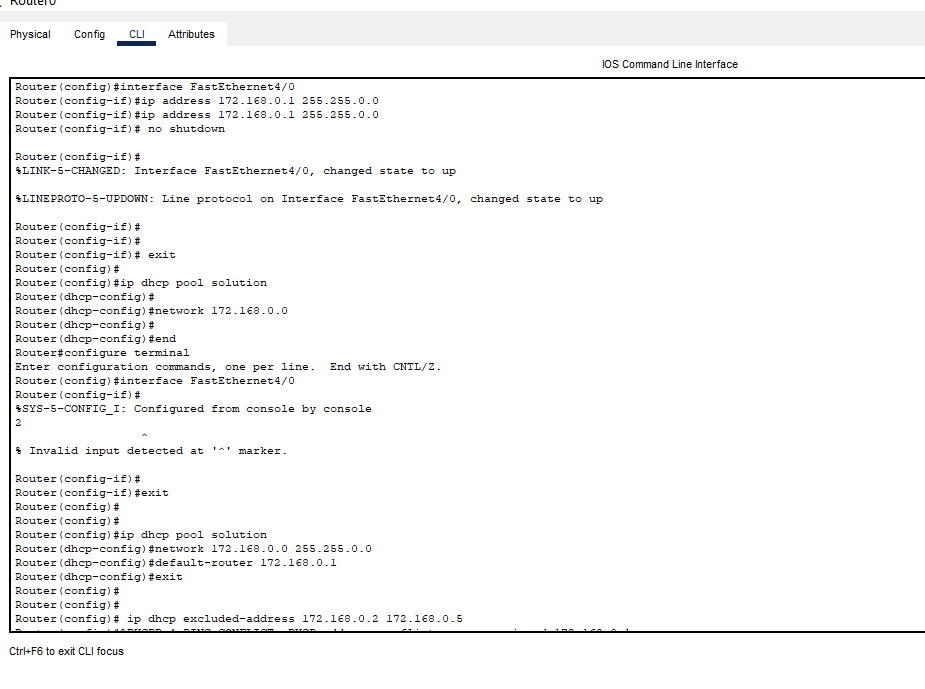 Router0
Physical Config CLI Attributes
IOS Command Line Interface
Router(config)#interface FastEthernet4/0
Router(config-if)#ip address 172.168.0.1 255.255.0.0
Router(config-if)#ip address 172.168.0.1 255.255.0.0
Router(config-if)# no shutdown
Router(config-if)#
%LINK-5-CHANGED: Interface FastEthernet4/0, changed state to up
%LINEPROTO-5-UPDOWN: Line protocol on Interface FastEthernet4/0, changed state to up
Router(config-if)#
Router(config-if)#
Router(config-if)# exit
Router(config)#
Router(config)#ip dhcp pool solution
Router(dhcp-config)#
Router(dhcp-config)#network 172.168.0.0
Router(dhcp-config)#
Router(dhcp-config)#end
Router#configure terminal
Enter configuration commands, one per line.  End with CNTL/Z.
Router(config)#interface FastEthernet4/0
Router(config-if)#
%SYS-5-CONFIG_I: Configured from console by console
2
^
% Invalid input detected at '^' marker.
Router(config-if)#
Router(config-if)#exit
Router(config)#
Router(config)#
Router(config)#ip dhcp pool solution
Router(dhcp-config)#network 172.168.0.0 255.255.0.0
Router(dhcp-config)#default-router 172.168.0.1
Router(dhcp-config)#exit
Router(config)#
Router(config)#
Router(config)# ip dhcp excluded-address 172.168.0.2 172.168.0.5
Ctrl+F6 to exit CLI focus